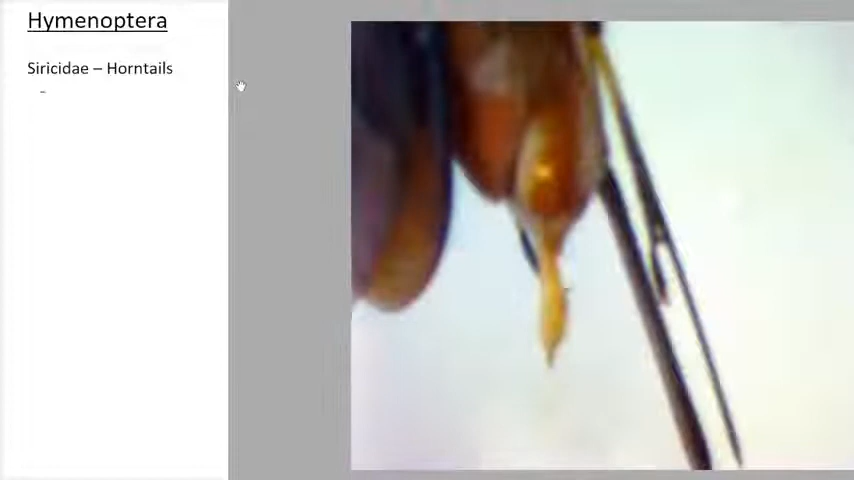 Hymenoptera
Siricidae – Horntails
-